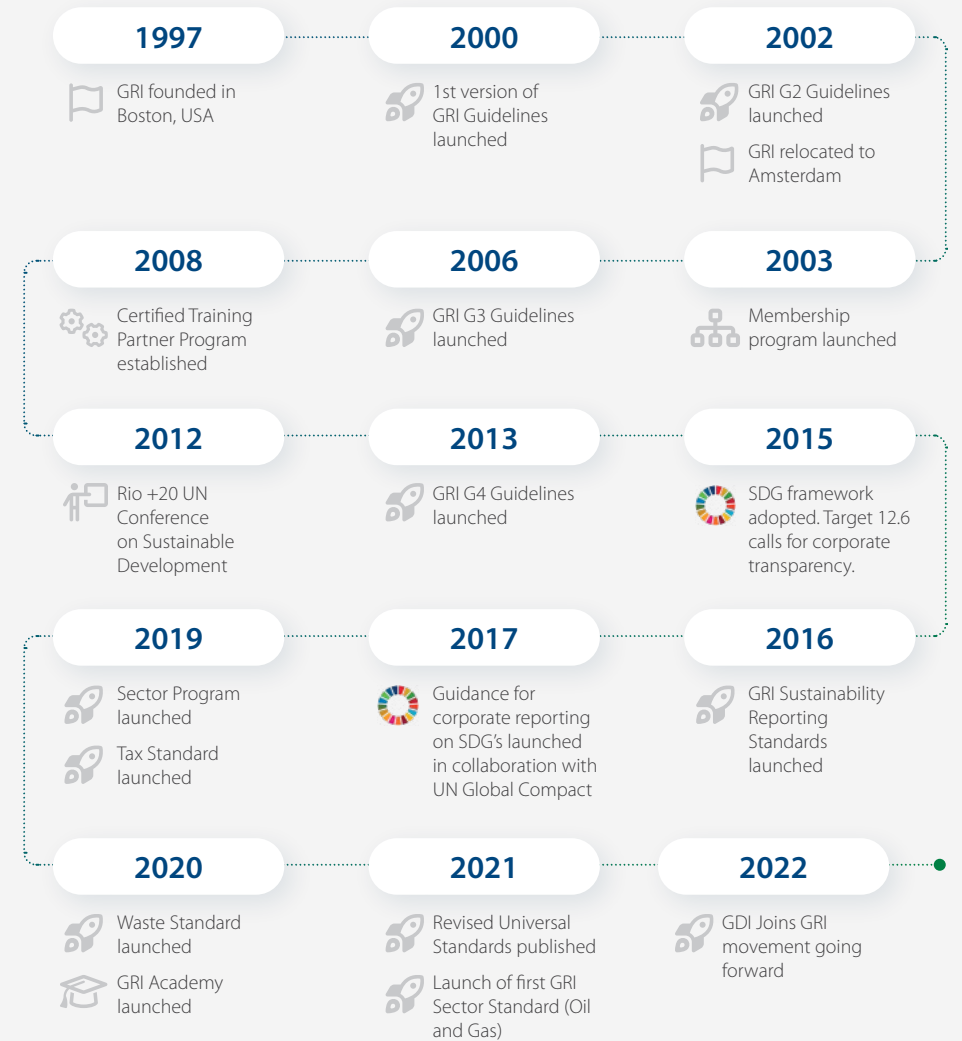 1997
GRI founded in
Boston, USA
2000
1st version of
GRI Guidelines
launched
2002
GRI G2 Guidelines
launched
GRI relocated to
Amsterdam
2003
Membership
program launched
2006
GRI G3 Guidelines
launched
2008
Certified Training
Partner Program
established
2012
Rio +20 UN
Conference
on Sustainable
Development
2013
GRI G4 Guidelines
launched
2015
SDG framework
adopted. Target 12.6
calls for corporate
transparency.
2016
GRI Sustainability
Reporting
Standards
launched
2017
Guidance for
corporate reporting
on SDG's launched
in collaboration with
UN Global Compact
2019
Sector Program
launched
Tax Standard
launched
2020
Waste Standard
launched
GRI Academy
launched
2021
Revised Universal
Standards published
Launch of first GRI
Sector Standard (Oil
and Gas)
2022
GDI Joins GRI
movement going
forward